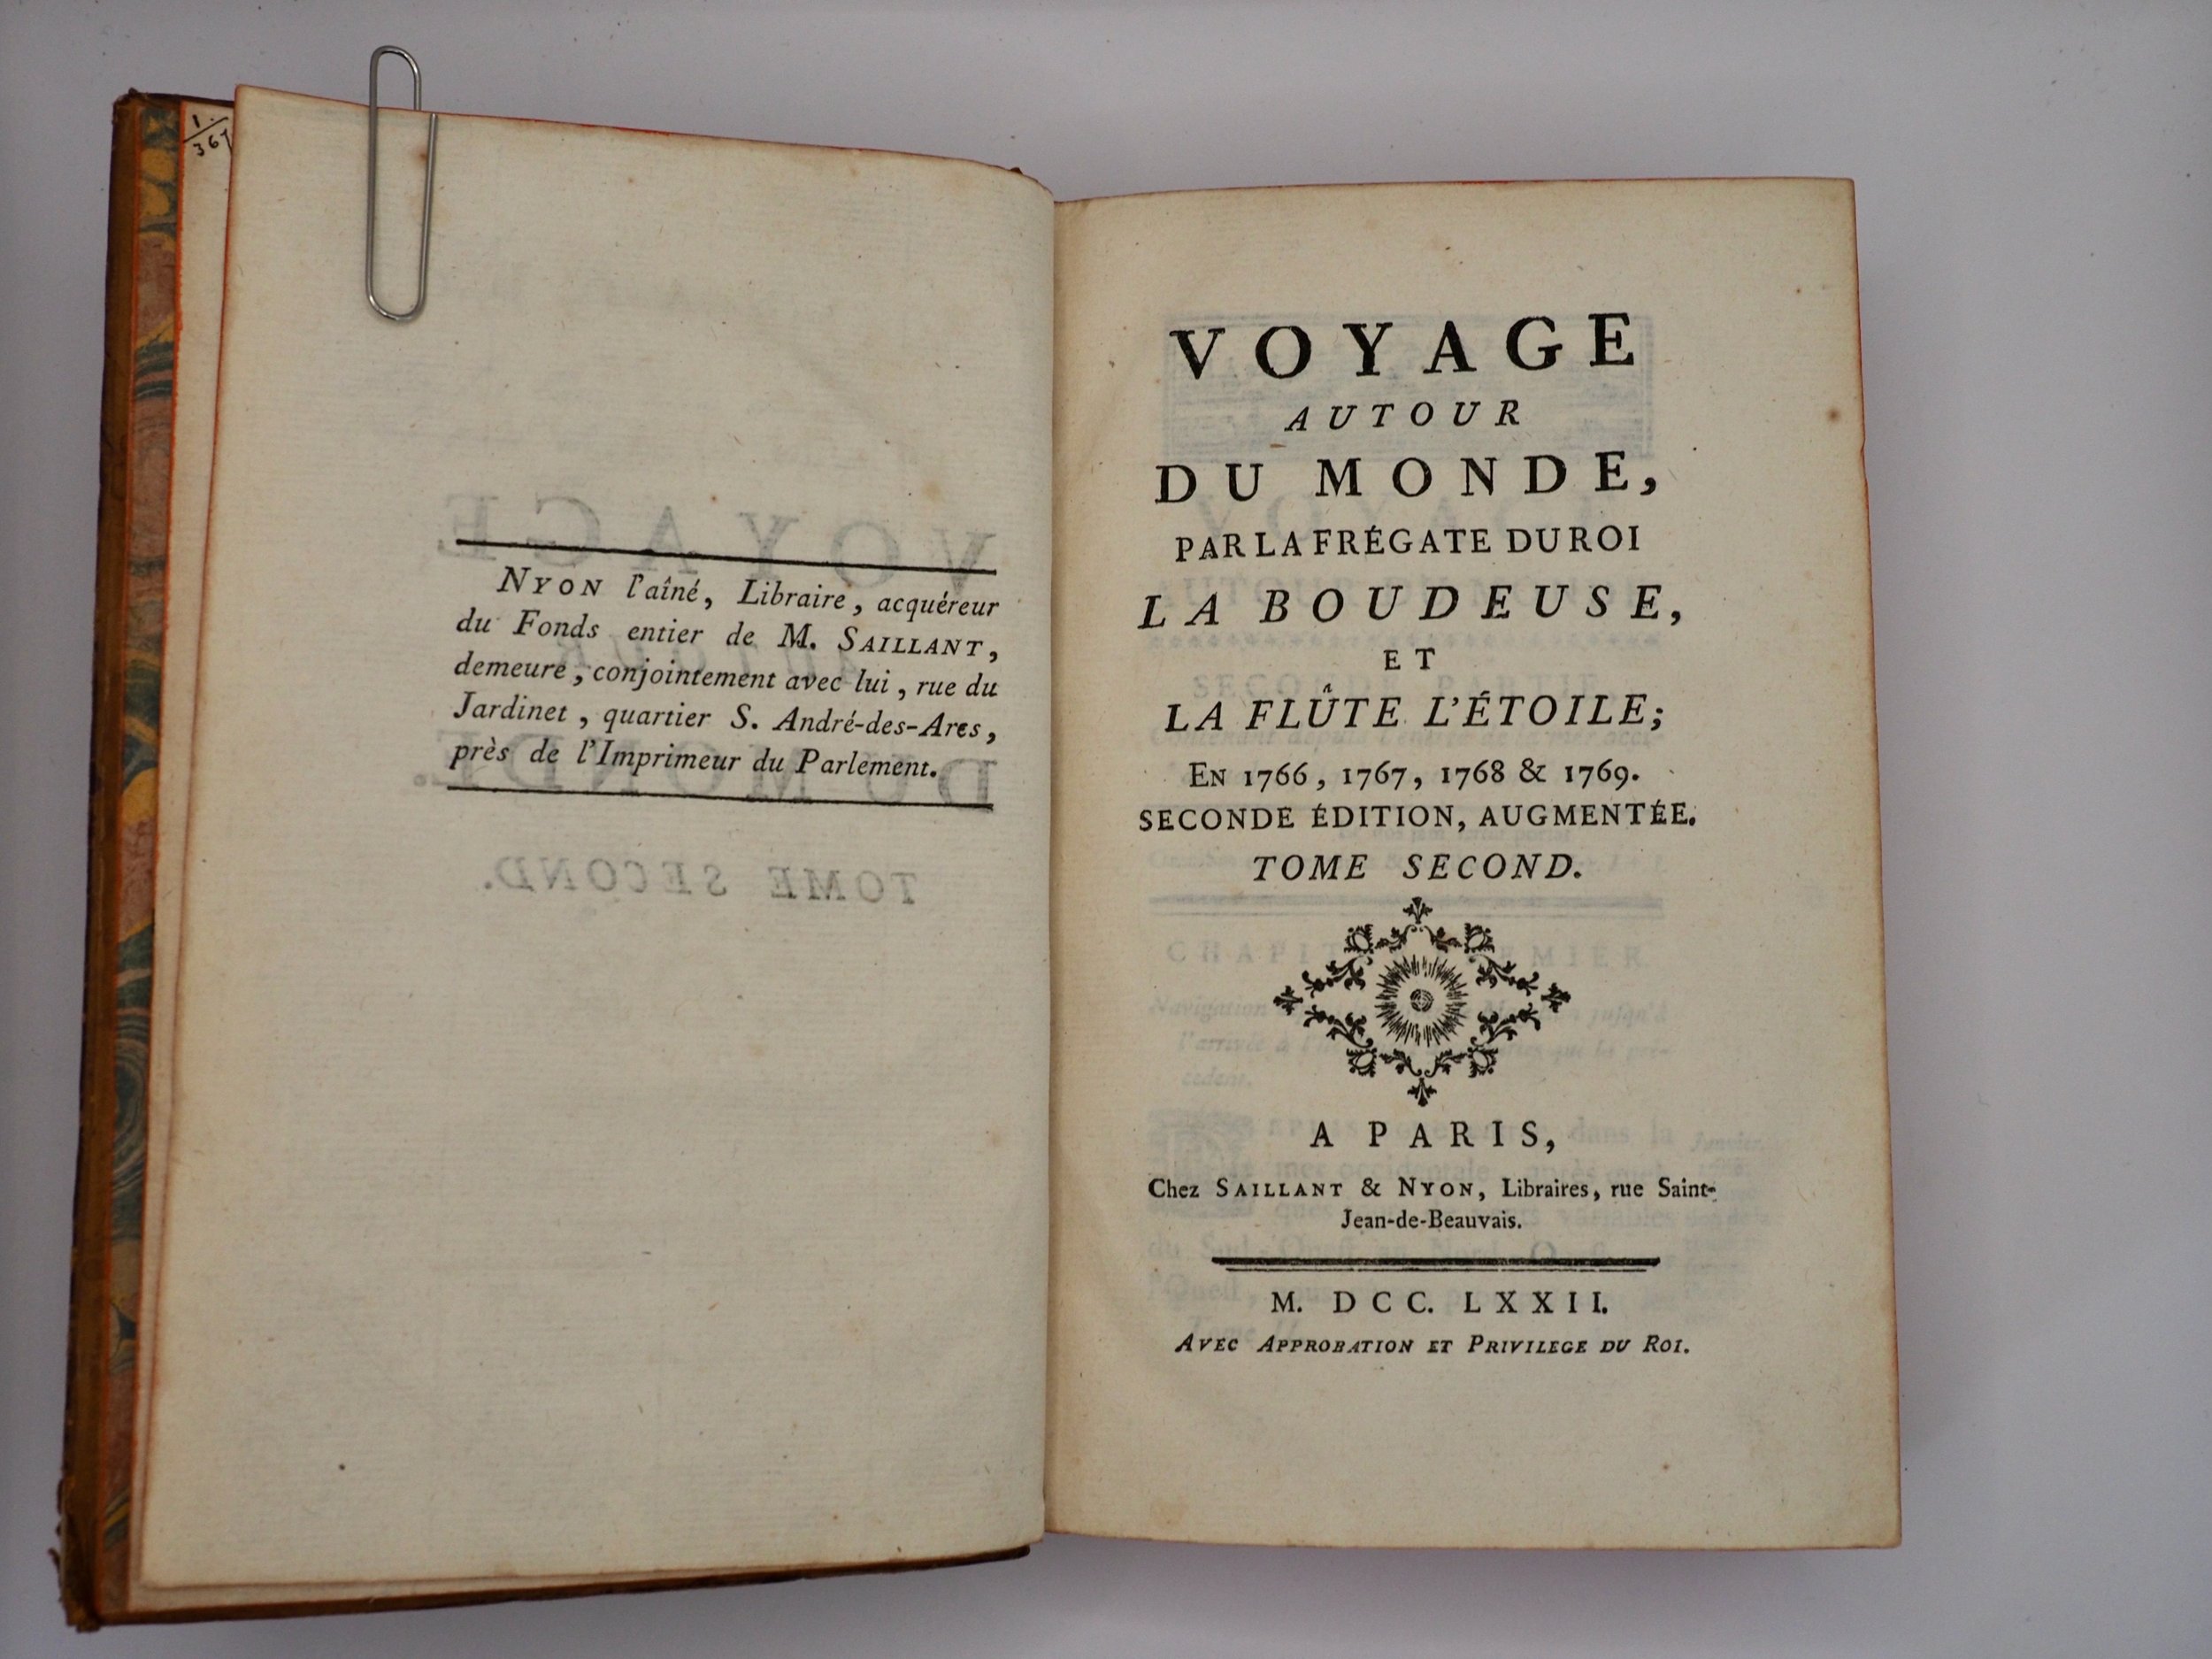 1.
367
NYON l'aîné, Libraire, acquéreur
du Fonds entier de M. SAILLANT,
demeure, conjointement avec lui, rue du
Jardinet, quartier S. André-des-Arcs,
près de l'Imprimeur du Parlement.
VOYAGE
AUTOUR
DU MONDE,
PAR LA FRÉGATE DU ROI
LA BOUDEUSE,
ET
LA FLÛTE L'ÉTOILE;
EN 1766, 1767, 1768 & 1769.
SECONDE ÉDITION, AUGMENTÉE.
TOME SECOND.
A PARIS,
Chez SAILLANT & NYON, Libraires, rue Saint-
Jean-de-Beauvais.
M. DCC. LXXII.
AVEC APPROBATION ET PRIVILEGE DU ROI.